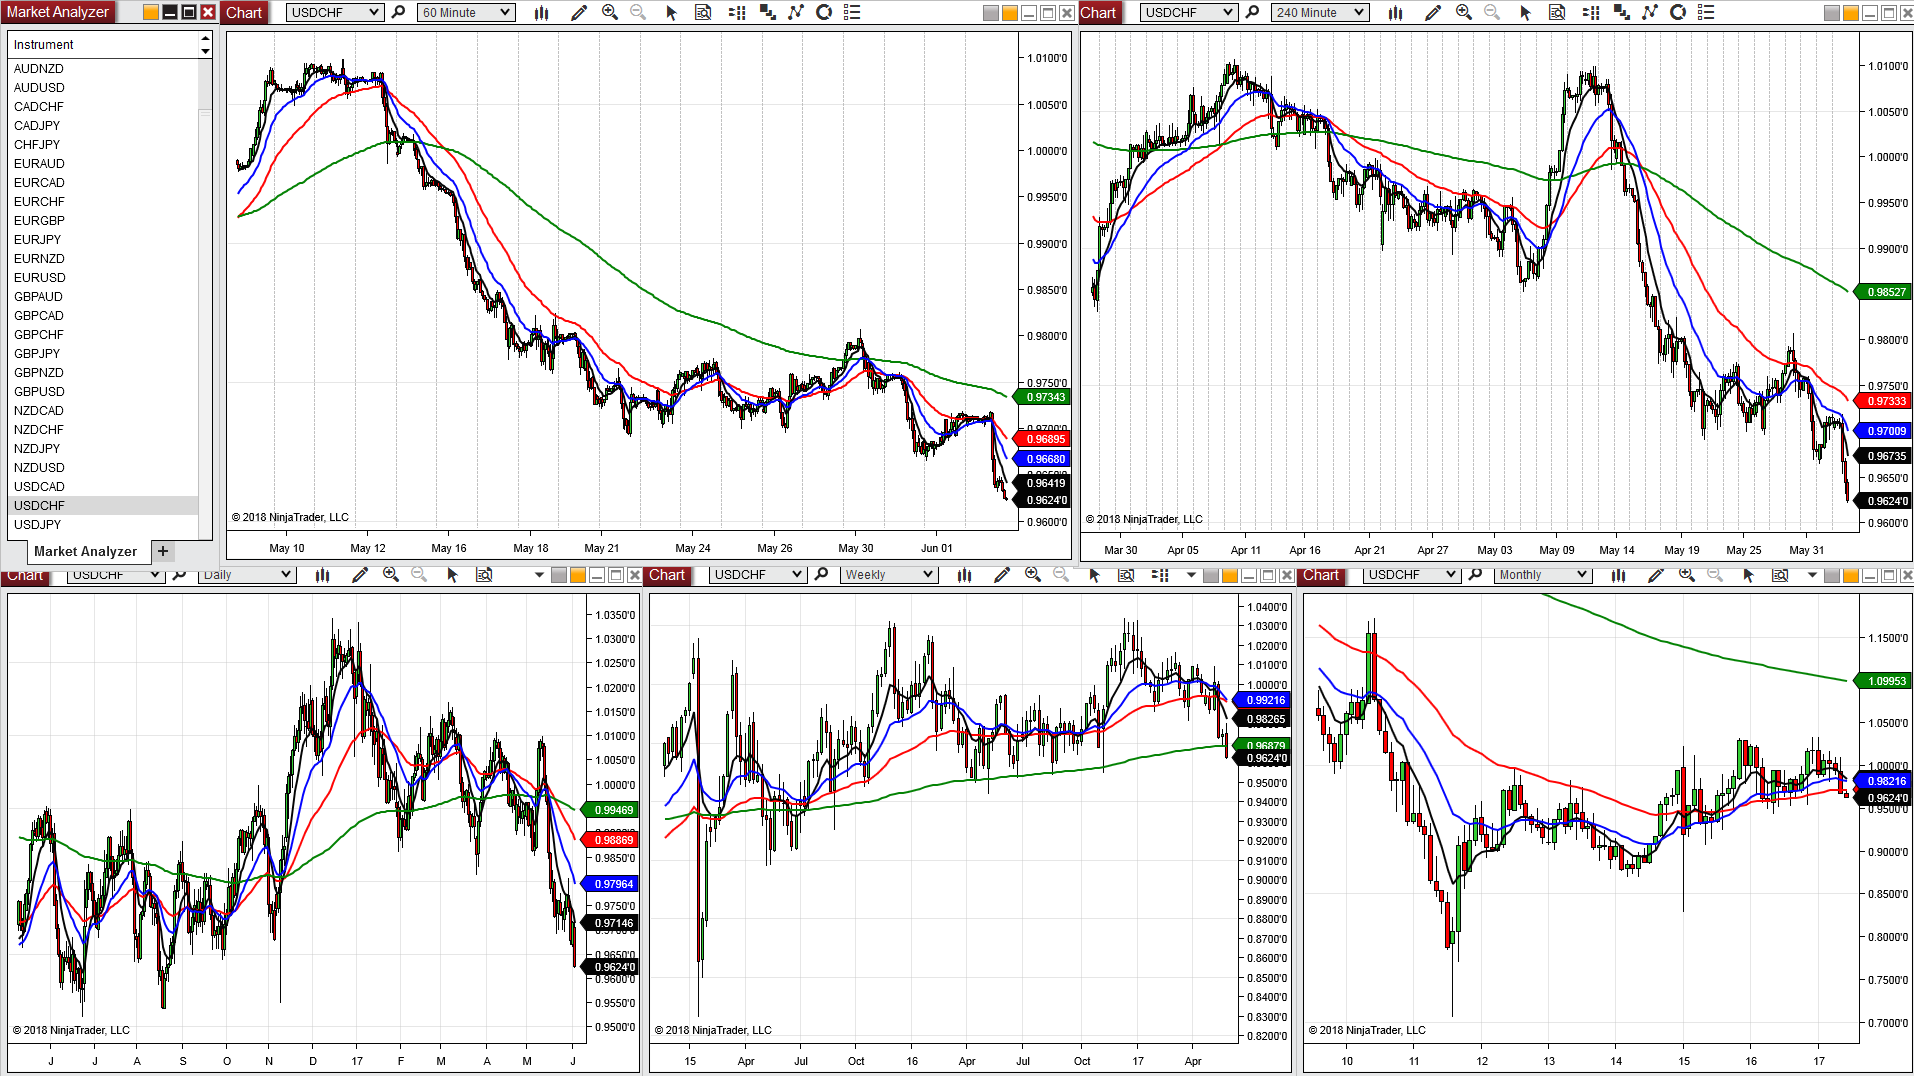 Market Analyzer
Instrument
AUDNZD
AUDUSD
CADCHF
CADJPY
CHFJPY
EURAUD
EURCAD
EURCHF
EURGBP
EURJPY
EURNZD
EURUSD
GBPAUD
GBPCAD
GBPCHF
GBPJPY
GBPNZD
GBPUSD
NZDCAD
NZDCHF
NZDJPY
NZDUSD
USDCAD
USDCHF
USDJPY
Market Analyzer +
Chart USDCHF 60 Minute
1.0100'0
1.0050'0
1.0000'0
0.9950'0
0.9900'0
0.9850'0
0.9800'0
0.9750'0
0.97343
0.9700'0
0.96895
0.96680
0.96419
0.9624'0
0.9600'0
© 2018 NinjaTrader, LLC
May 10 May 12 May 16 May 18 May 21 May 24 May 26 May 30 Jun 01
Chart USDCHF 240 Minute
1.0100'0
1.0050'0
1.0000'0
0.9950'0
0.9900'0
0.98527
0.9800'0
0.9750'0
0.97333
0.97009
0.96735
0.9650'0
0.9624'0
0.9600'0
© 2018 NinjaTrader, LLC
Mar 30 Apr 05 Apr 11 Apr 16 Apr 21 Apr 27 May 03 May 09 May 14 May 19 May 25 May 31
Chart USDCHF Daily
1.0350'0
1.0300'0
1.0250'0
1.0200'0
1.0150'0
1.0100'0
1.0050'0
1.0000'0
0.99469
0.98869
0.9850'0
0.97964
0.9750'0
0.97146
0.9650'0
0.9624'0
0.9600'0
0.9550'0
0.9500'0
© 2018 NinjaTrader, LLC
J J A S O N D 17 F M A M J
Chart USDCHF Weekly
1.0400'0
1.0300'0
1.0200'0
1.0100'0
1.0000'0
0.99216
0.98265
0.96879
0.9624'0
0.9500'0
0.9400'0
0.9300'0
0.9200'0
0.9100'0
0.9000'0
0.8900'0
0.8800'0
0.8700'0
0.8600'0
0.8500'0
0.8400'0
0.8300'0
0.8200'0
© 2018 NinjaTrader, LLC
15 Apr Jul Oct 16 Apr Jul Oct 17 Apr
Chart USDCHF Monthly
1.1500'0
1.09953
1.0500'0
1.0000'0
0.98216
0.9624'0
0.9500'0
0.9000'0
0.8500'0
0.8000'0
0.7500'0
0.7000'0
© 2018 NinjaTrader, LLC
10 11 12 13 14 15 16 17